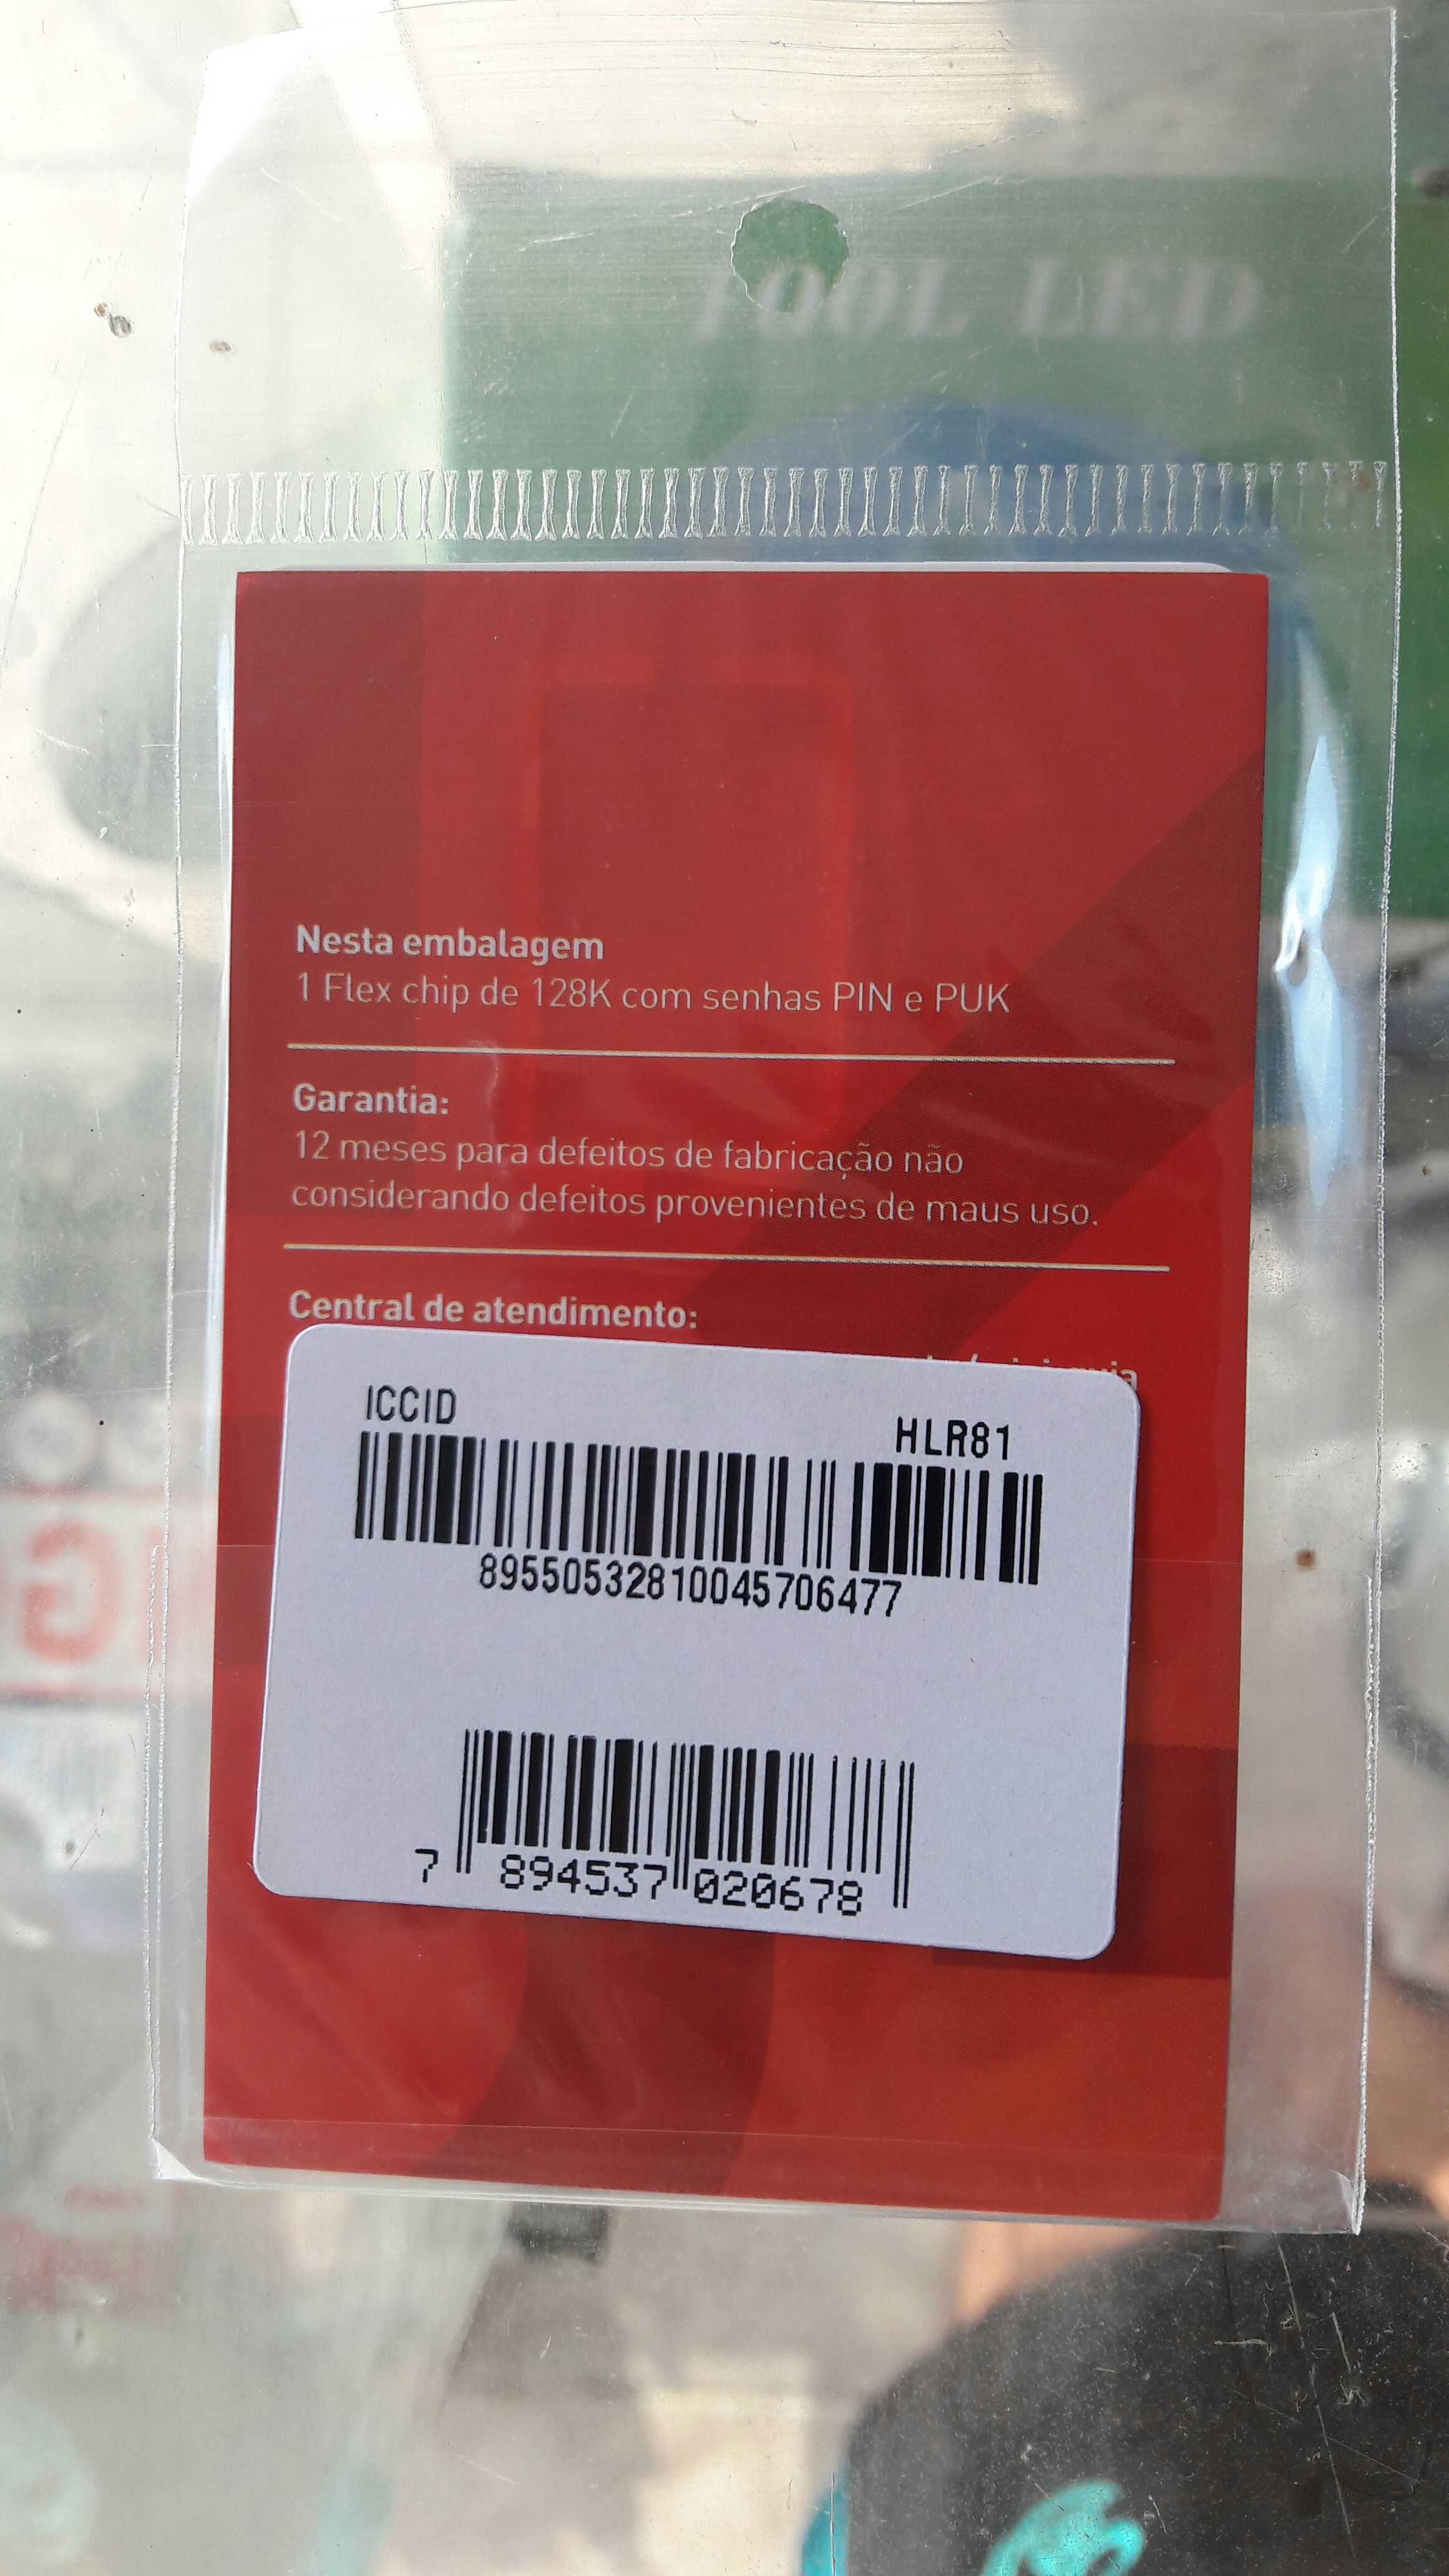 TOOL LED
Nesta embalagem
1 Flex chip de 128K com senhas PIN e PUK
Garantia:
12 meses para defeitos de fabricação não
considerando defeitos provenientes de maus uso.
Central de atendimento:
ICCID
HLR81
89550532810045706477
7 894537 020678